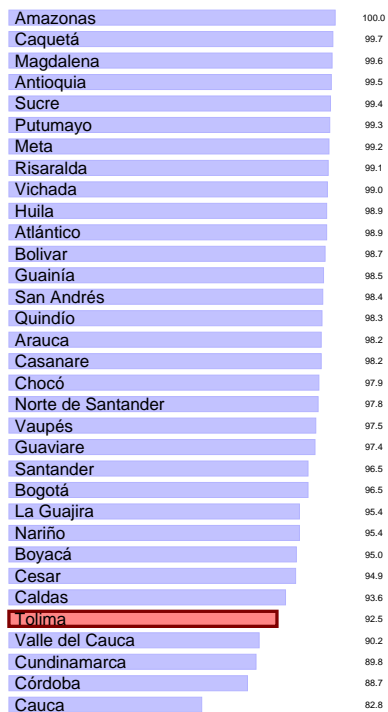 Amazonas 100.0
Caquetá 99.7
Magdalena 99.6
Antioquia 99.5
Sucre 99.4
Putumayo 99.3
Meta 99.2
Risaralda 99.1
Vichada 99.0
Huila 98.9
Atlántico 98.9
Bolivar 98.7
Guainía 98.5
San Andrés 98.4
Quindío 98.3
Arauca 98.2
Casanare 98.2
Chocó 97.9
Norte de Santander 97.8
Vaupés 97.5
Guaviare 97.4
Santander 96.5
Bogotá 96.5
La Guajira 95.4
Nariño 95.4
Boyacá 95.0
Cesar 94.9
Caldas 93.6
Tolima 92.5
Valle del Cauca 90.2
Cundinamarca 89.8
Córdoba 88.7
Cauca 82.8